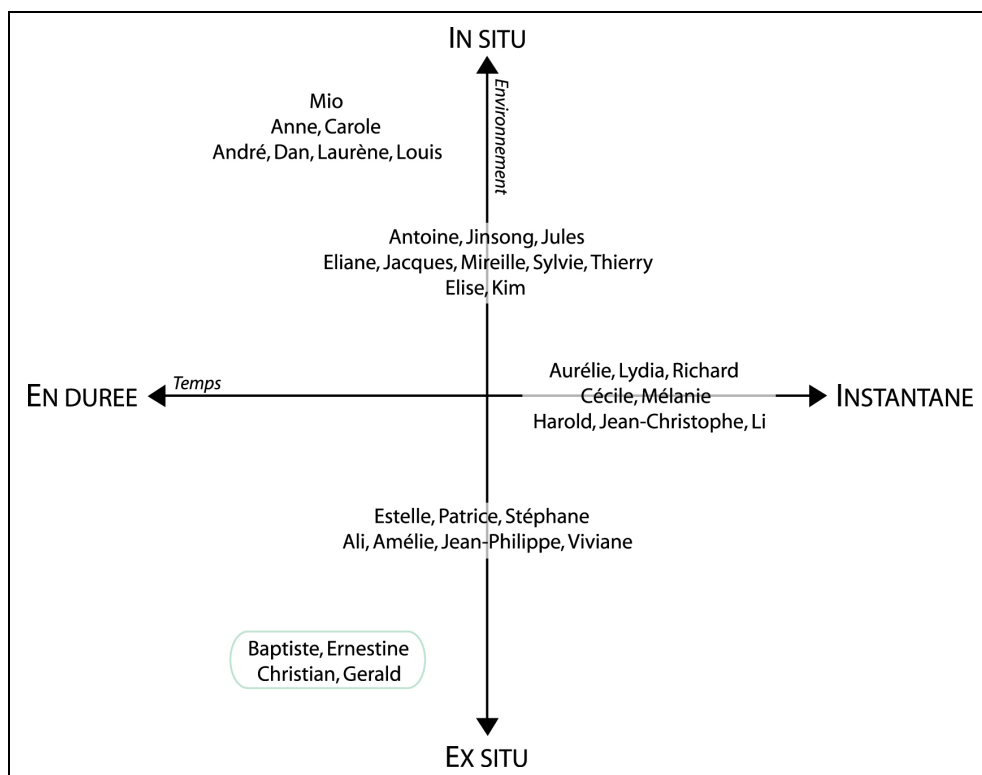 IN SITU
Environnement
Mio
Anne, Carole
André, Dan, Laurène, Louis
Antoine, Jinsong, Jules
Eliane, Jacques, Mireille, Sylvie, Thierry
Elise, Kim
Aurélie, Lydia, Richard
EN DUREE
Temps
Cécile, Mélanie
INSTANTANE
Harold, Jean-Christophe, Li
Estelle, Patrice, Stéphane
Ali, Amélie, Jean-Philippe, Viviane
Baptiste, Ernestine
Christian, Gerald
EX SITU